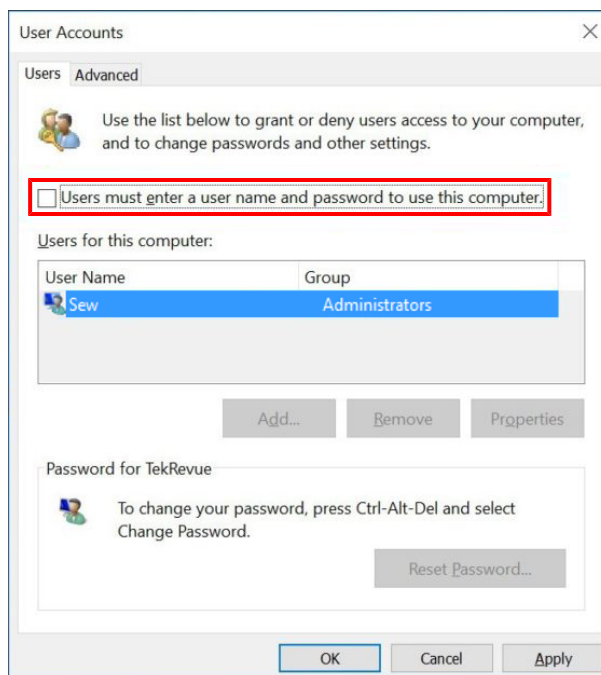 User Accounts
Users Advanced
Use the list below to grant or deny users access to your computer,
and to change passwords and other settings.
Users must enter a user name and password to use this computer.
Users for this computer:
User Name Group
Sew Administrators
Add... Remove Properties
Password for TekRevue
To change your password, press Ctrl-Alt-Del and select
Change Password.
Reset Password...
OK Cancel Apply